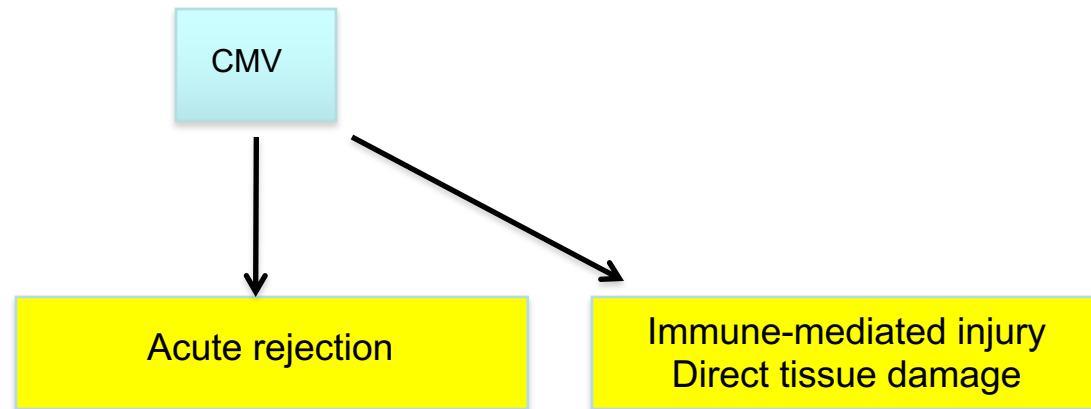 CMV
Acute rejection
Immune-mediated injury
Direct tissue damage